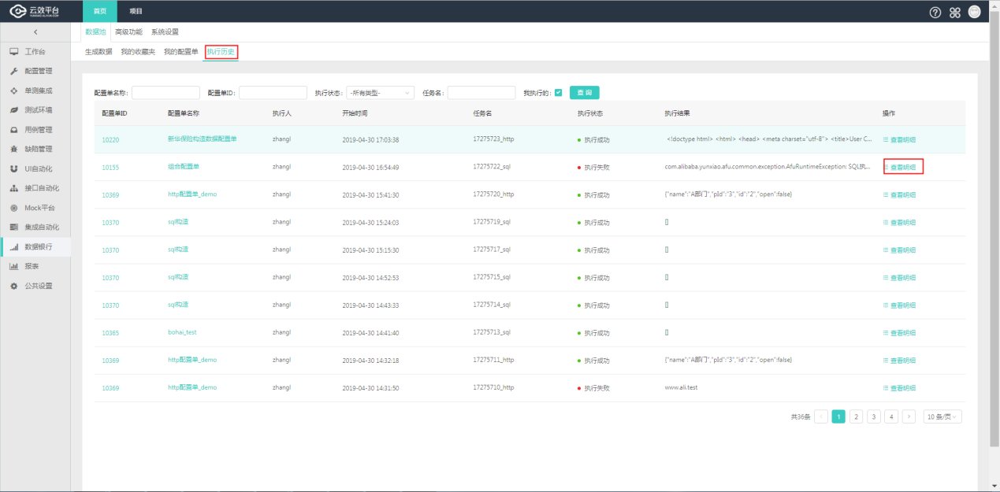 云效平台 首页 项目
YUNXIAO.ALIYUN.COM
数据池 高级功能 系统设置
生成数据 我的收藏夹 我的配置单 执行历史
工作台
配置管理
单测集成
测试环境
用例管理
缺陷管理
UI自动化
接口自动化
Mock平台
集成自动化
数据银行
报表
公共设置
配置单名称: 配置单ID: 执行状态: -所有类型- 任务名: 我执行的: 查 询
配置单ID 配置单名称 执行人 开始时间 任务名 执行状态 执行结果 操作
10220 新华保险构造数据配置单 zhangl 2019-04-30 17:03:38 17275723_http 执行成功 <!doctype html> <html> <head> <meta charset="utf-8"> <title>User C... 查看明细
10155 组合配置单 zhangl 2019-04-30 16:54:49 17275722_sql 执行失败 com.alibaba.yunxiao.afu.common.exception.AfuRuntimeException: SQL执... 查看明细
10369 http配置单_demo zhangl 2019-04-30 15:41:30 17275720_http 执行成功 {"name":"A部门","pId":"3","id":"2","open":false} 查看明细
10370 sql构造 zhangl 2019-04-30 15:24:03 17275719_sql 执行成功 [] 查看明细
10370 sql构造 zhangl 2019-04-30 15:15:30 17275717_sql 执行成功 [] 查看明细
10370 sql构造 zhangl 2019-04-30 14:52:53 17275715_sql 执行成功 [] 查看明细
10370 sql构造 zhangl 2019-04-30 14:43:33 17275714_sql 执行成功 [] 查看明细
10365 bohai_test zhangl 2019-04-30 14:41:40 17275713_sql 执行成功 [] 查看明细
10369 http配置单_demo zhangl 2019-04-30 14:32:18 17275711_http 执行成功 {"name":"A部门","pId":"3","id":"2","open":false} 查看明细
10369 http配置单_demo zhangl 2019-04-30 14:31:50 17275710_http 执行失败 www.ali.test 查看明细
共36条 < 1 2 3 4 > 10 条/页